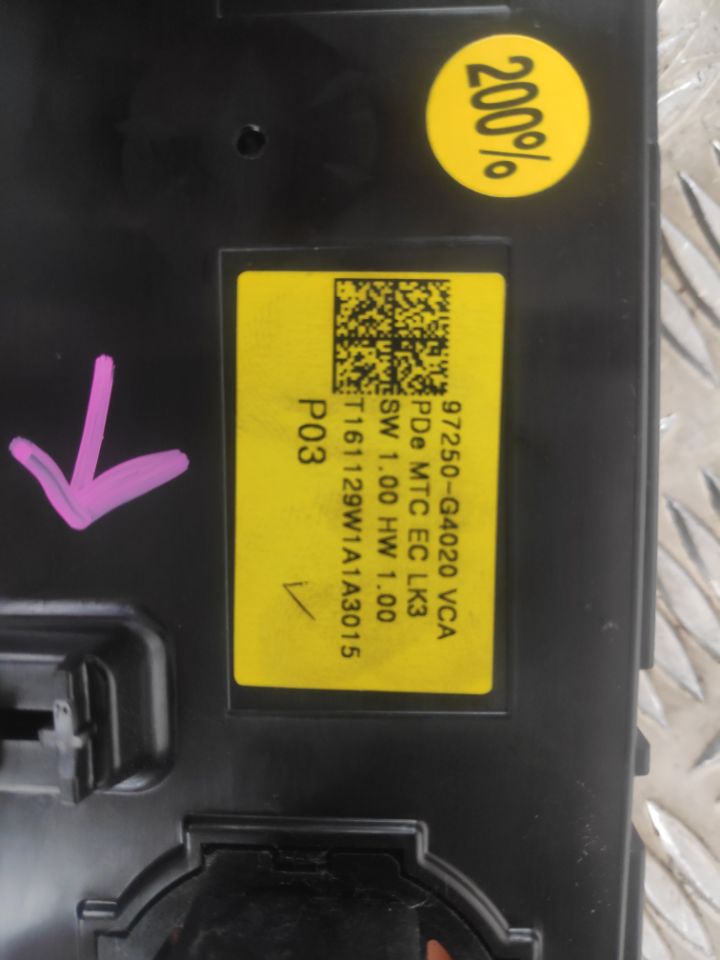 200%
97250-G4020 VCA
PDe MTC EC LK3
SW 1.00 HW 1.00
T161129W1A1A3015
P03